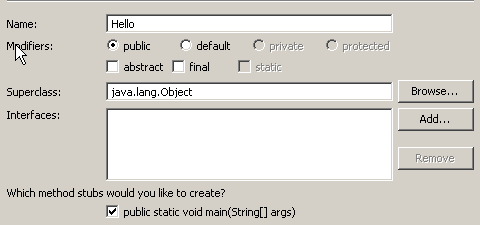 Name: Hello
Modifiers: public default private protected
abstract final static
Superclass: java.lang.Object Browse...
Interfaces: Add...
Remove
Which method stubs would you like to create?
public static void main(String[] args)